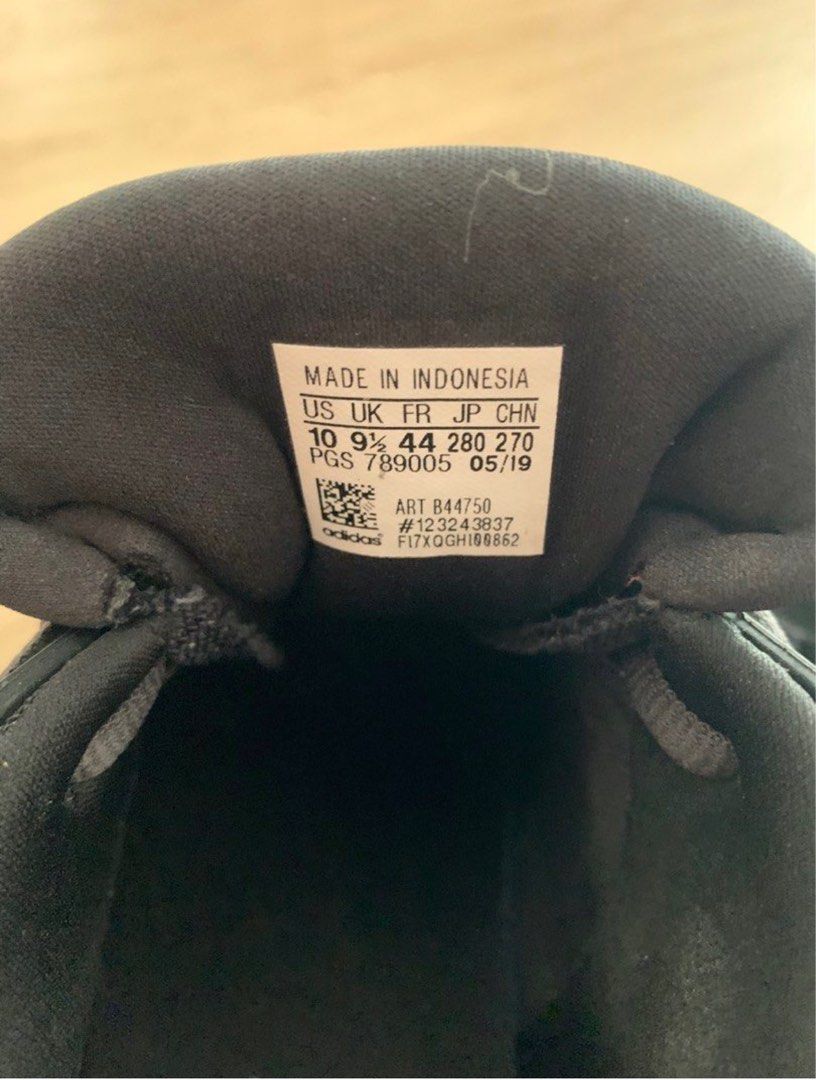 MADE IN INDONESIA
US UK FR JP CHN
10 9½ 44 280 270
PGS 789005 05/19
ART B44750
#123243837
adidas F17XQGHI00862